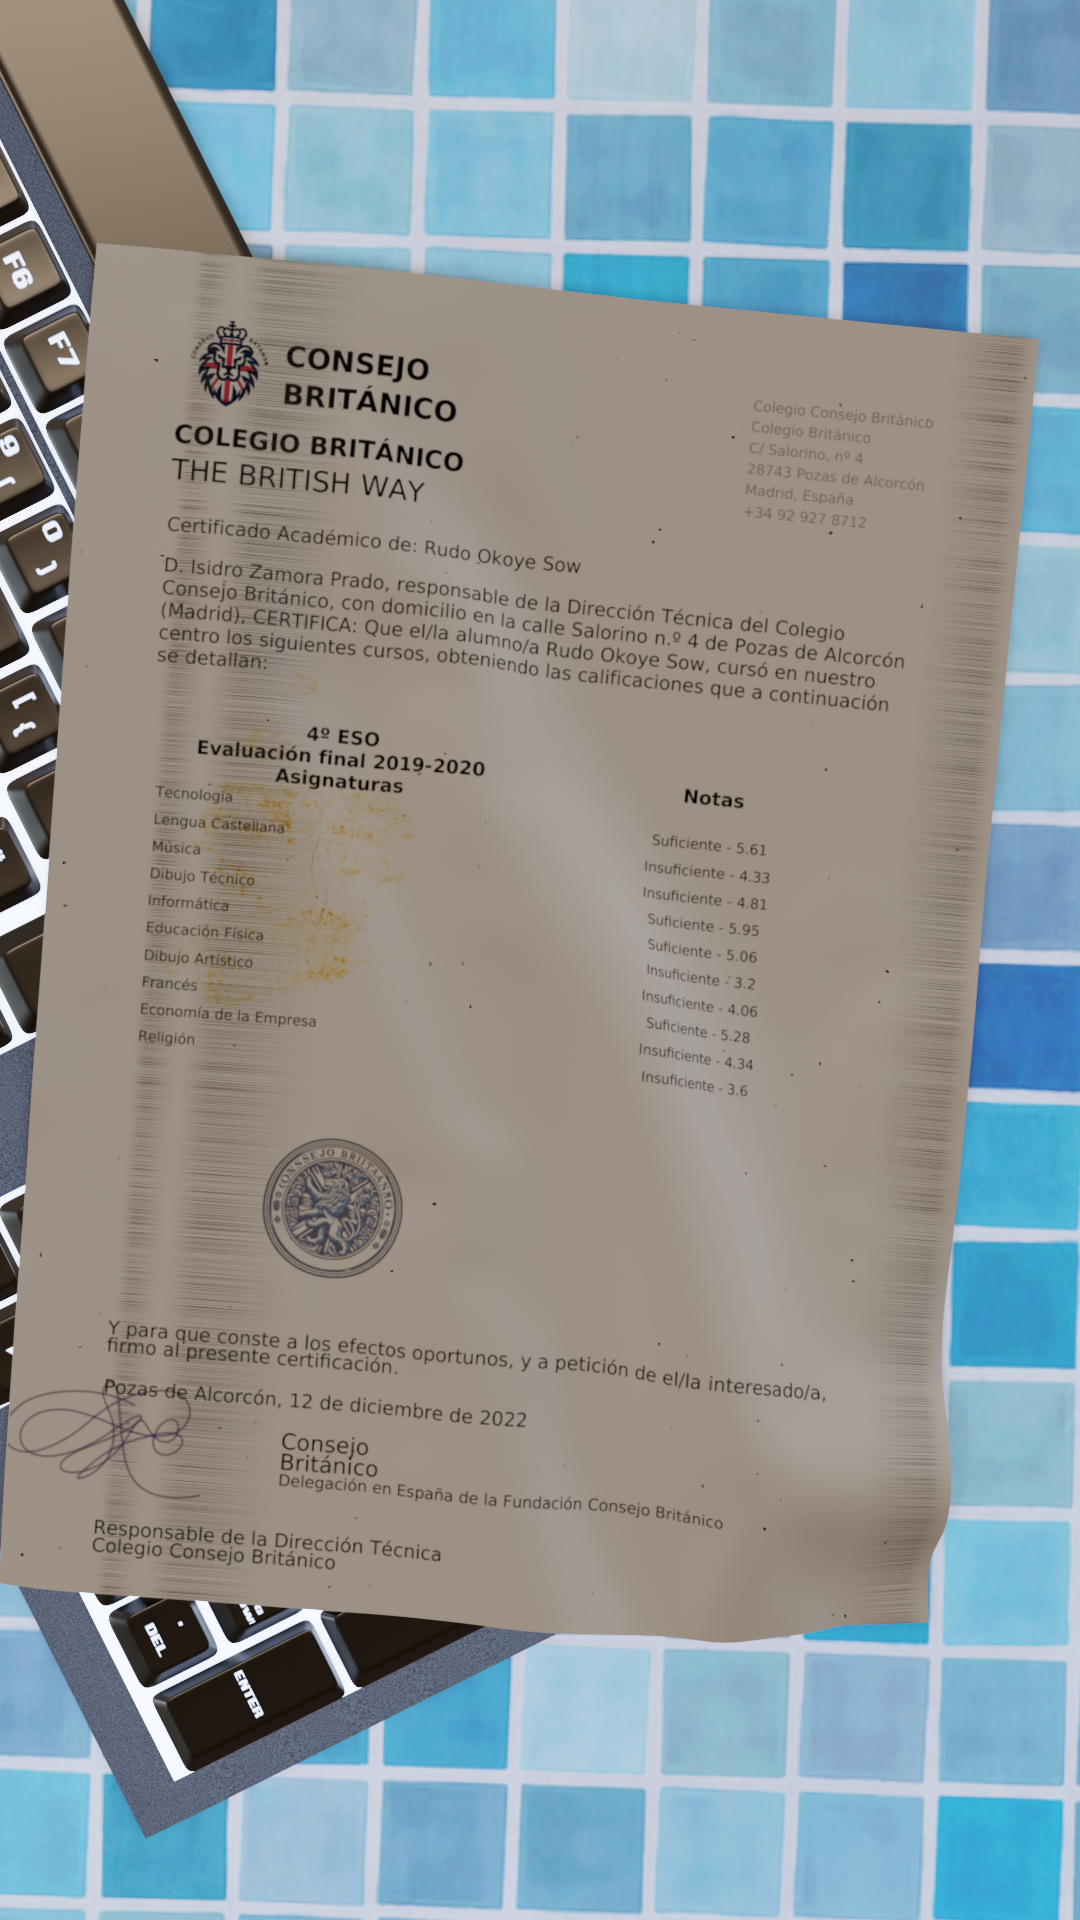 CONSEJO
BRITÁNICO
COLEGIO BRITÁNICO
THE BRITISH WAY
Colegio Consejo Británicb
Colegio Británico
C/ Salorino, nº 4
28743 Pozas de Alcorcón
Madrid, España
+34 92 927 8712
Certificado Académico de: Rudo Okoye Sow
D. Isidro Zamora Prado, responsable de la Dirección Técnica del Colegio
Consejo Británico, con domicilio en la calle Salorino n.º 4 de Pozas de Alcorcón
(Madrid), CERTIFICA: Que el/la alumno/a Rudo Okoye Sow, cursó en nuestro
centro los siguientes cursos, obteniendo las calificaciones que a continuación
se detallan:
4º ESO
Evaluación final 2019-2020
Asignaturas
Notas
Tecnología
Suficiente - 5.61
Lengua Castellana
Insuficiente - 4.33
Música
Insuficiente - 4.81
Dibujo Técnico
Suficiente - 5.95
Informática
Suficiente - 5.06
Educación Física
Insuficiente - 3.2
Dibujo Artístico
Insuficiente - 4.06
Francés
Suficiente - 5.28
Economía de la Empresa
Insuficiente - 4.34
Religión
Insuficiente - 3.6
CONSSEJO BRIITAANBO
Y para que conste a los efectos oportunos, y a petición de el/la interesado/a,
firmo al presente certificación.
Pozas de Alcorcón, 12 de diciembre de 2022
Consejo
Británico
Delegación en España de la Fundación Consejo Británico
Responsable de la Dirección Técnica
Colegio Consejo Británico
F6
F7
9
0
DEL
ENTER